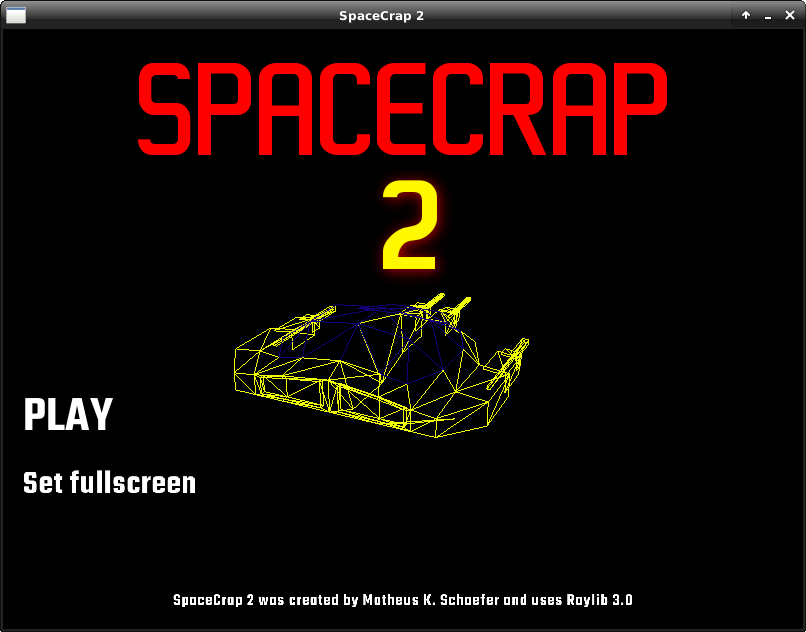 SpaceCrap 2
SPACECRAP
2
PLAY
Set fullscreen
SpaceCrap 2 was created by Matheus K. Schaefer and uses Raylib 3.0